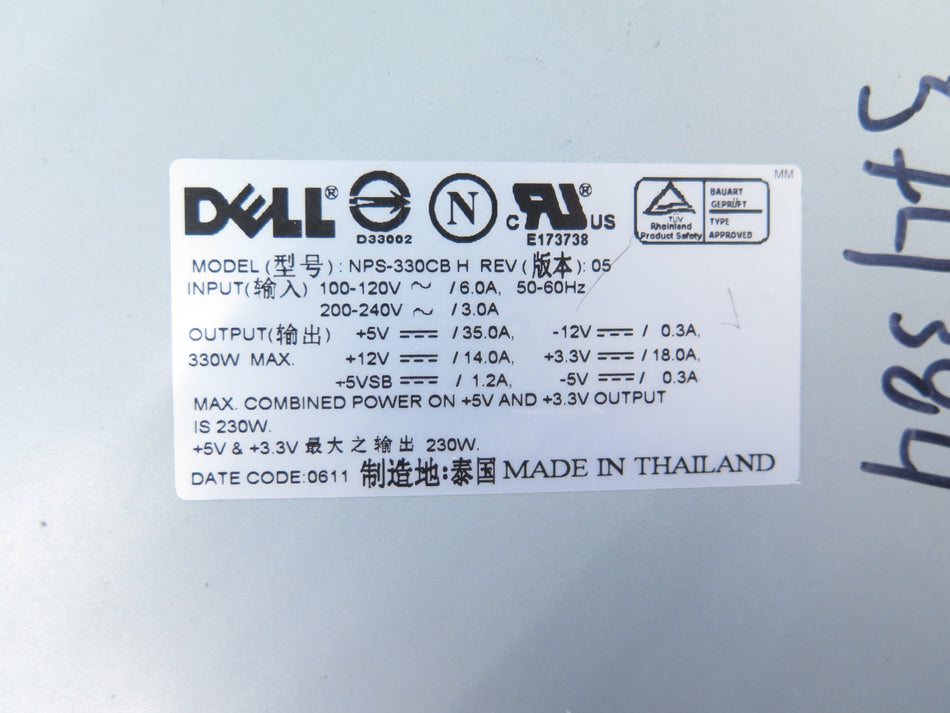 MM
DELL®
D33002
N
c RU® US
E173738
TÜV
Rheinland
Product Safety
BAUART
GEPRÜFT
TYPE
APPROVED
MODEL (型号): NPS-330CB H REV (版本): 05
INPUT(输入) 100-120V ～ / 6.0A, 50-60Hz
200-240V ～ / 3.0A
OUTPUT(输出) +5V ⎓ / 35.0A, -12V ⎓ / 0.3A,
330W MAX. +12V ⎓ / 14.0A, +3.3V ⎓ / 18.0A,
+5VSB ⎓ / 1.2A, -5V ⎓ / 0.3A
MAX. COMBINED POWER ON +5V AND +3.3V OUTPUT
IS 230W.
+5V & +3.3V 最大之输出 230W.
DATE CODE:0611 制造地:泰国 MADE IN THAILAND